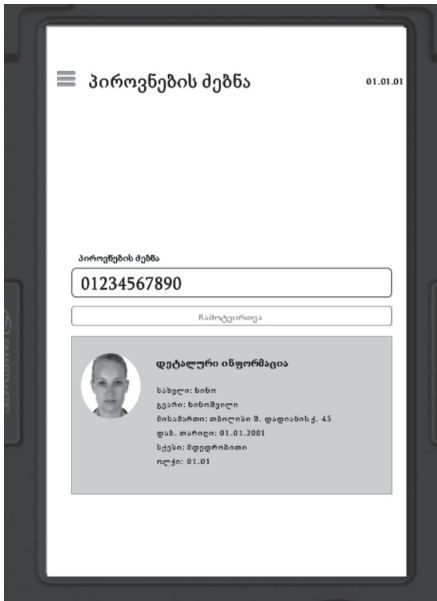 პიროვნების ძებნა
01.01.01
პიროვნების ძებნა
01234567890
ჩამოტვირთვა
დეტალური ინფორმაცია
სახელი: ნინო
გვარი: ნინოშვილი
მისამართი: თბილისი შ. დადიანის ქ. 45
დაბ. თარიღი: 01.01.2001
სქესი: მდედრობითი
ოლქი: 01.01